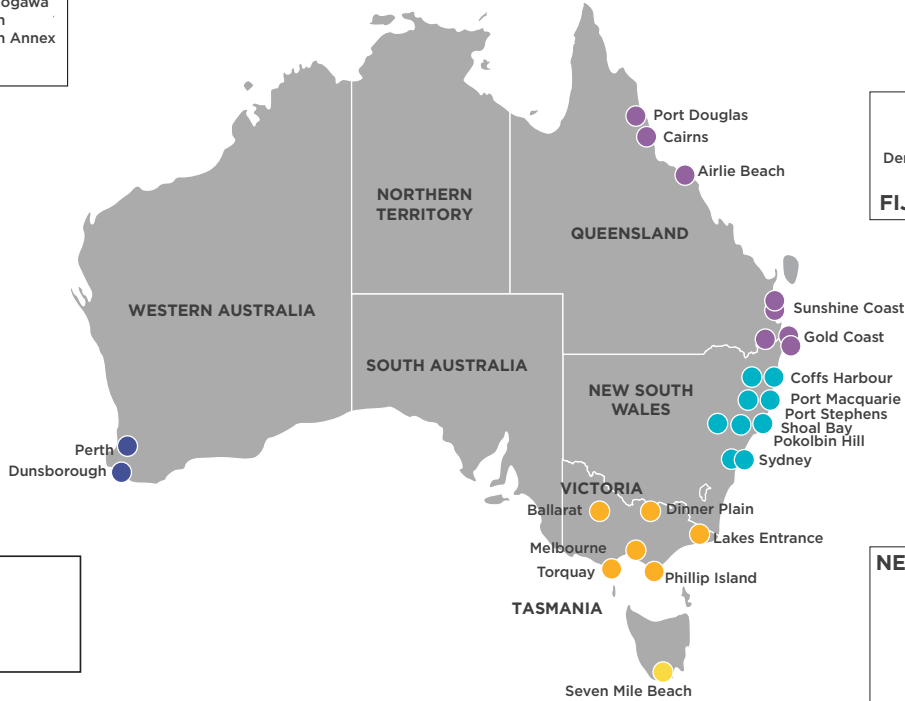 Annex
Port Douglas
Cairns
Airlie Beach
NORTHERN
TERRITORY
QUEENSLAND
WESTERN AUSTRALIA
Sunshine Coast
Gold Coast
SOUTH AUSTRALIA
NEW SOUTH
WALES
Coffs Harbour
Port Macquarie
Port Stephens
Shoal Bay
Pokolbin Hill
Sydney
Perth
Dunsborough
VICTORIA
Ballarat
Dinner Plain
Lakes Entrance
Melbourne
Torquay
Phillip Island
TASMANIA
Seven Mile Beach